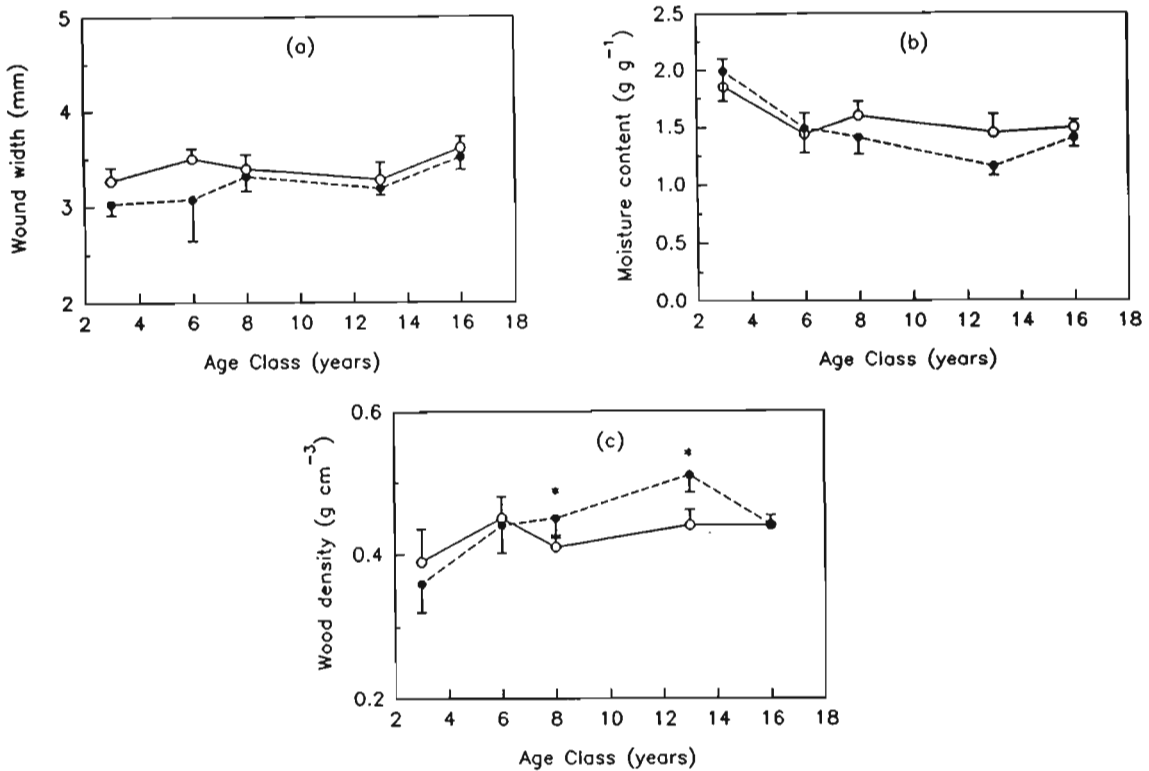 5
4
3
2
Wound width (mm)
(a)
2 4 6 8 10 12 14 16 18
Age Class (years)
2.5
2.0
1.5
1.0
0.5
0.0
Moisture content (g g⁻¹)
(b)
2 4 6 8 10 12 14 16 18
Age Class (years)
0.6
0.4
0.2
Wood density (g cm⁻³)
(c)
*
*
2 4 6 8 10 12 14 16 18
Age Class (years)